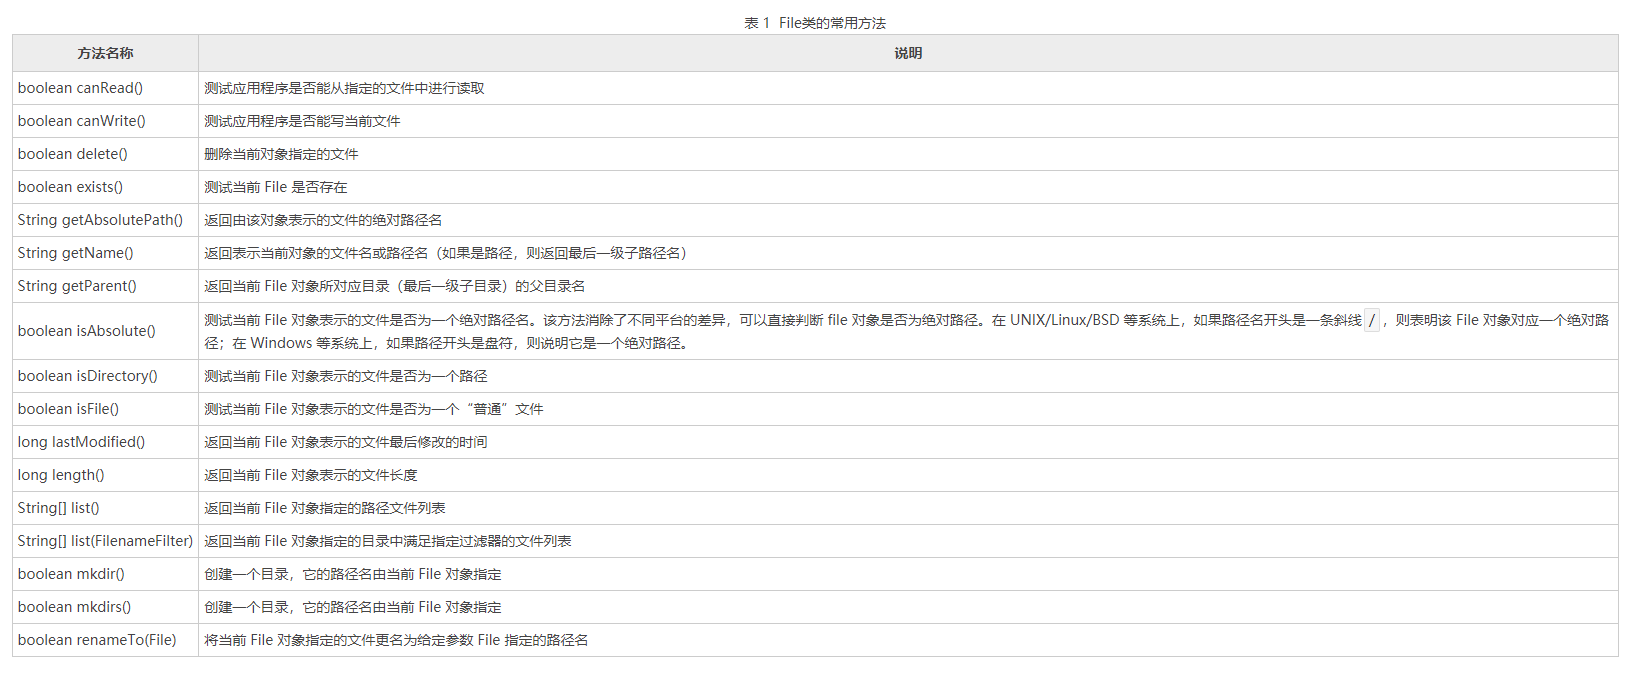 表 1 File类的常用方法
方法名称 说明
boolean canRead() 测试应用程序是否能从指定的文件中进行读取
boolean canWrite() 测试应用程序是否能写当前文件
boolean delete() 删除当前对象指定的文件
boolean exists() 测试当前 File 是否存在
String getAbsolutePath() 返回由该对象表示的文件的绝对路径名
String getName() 返回表示当前对象的文件名或路径名（如果是路径，则返回最后一级子路径名）
String getParent() 返回当前 File 对象所对应目录（最后一级子目录）的父目录名
boolean isAbsolute() 测试当前 File 对象表示的文件是否为一个绝对路径名。该方法消除了不同平台的差异，可以直接判断 file 对象是否为绝对路径。在 UNIX/Linux/BSD 等系统上，如果路径名开头是一条斜线 / ，则表明该 File 对象对应一个绝对路
径；在 Windows 等系统上，如果路径开头是盘符，则说明它是一个绝对路径。
boolean isDirectory() 测试当前 File 对象表示的文件是否为一个路径
boolean isFile() 测试当前 File 对象表示的文件是否为一个“普通”文件
long lastModified() 返回当前 File 对象表示的文件最后修改的时间
long length() 返回当前 File 对象表示的文件长度
String[] list() 返回当前 File 对象指定的路径文件列表
String[] list(FilenameFilter) 返回当前 File 对象指定的目录中满足指定过滤器的文件列表
boolean mkdir() 创建一个目录，它的路径名由当前 File 对象指定
boolean mkdirs() 创建一个目录，它的路径名由当前 File 对象指定
boolean renameTo(File) 将当前 File 对象指定的文件更名为给定参数 File 指定的路径名